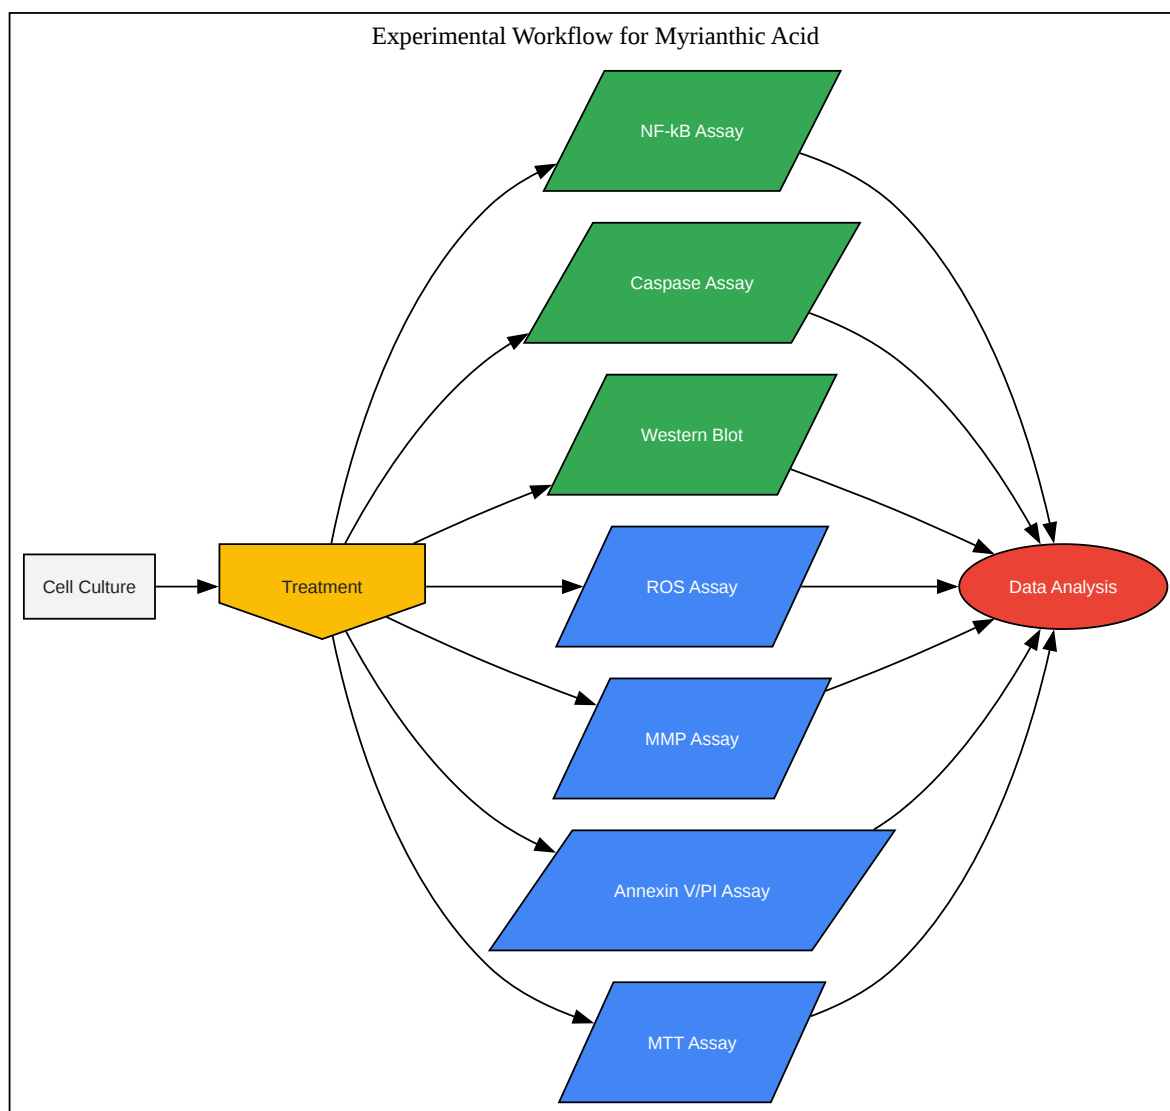 Experimental Workflow for Myrianthic Acid
NF-kB Assay
Caspase Assay
Western Blot
Cell Culture
Treatment
ROS Assay
Data Analysis
MMP Assay
Annexin V/PI Assay
MTT Assay